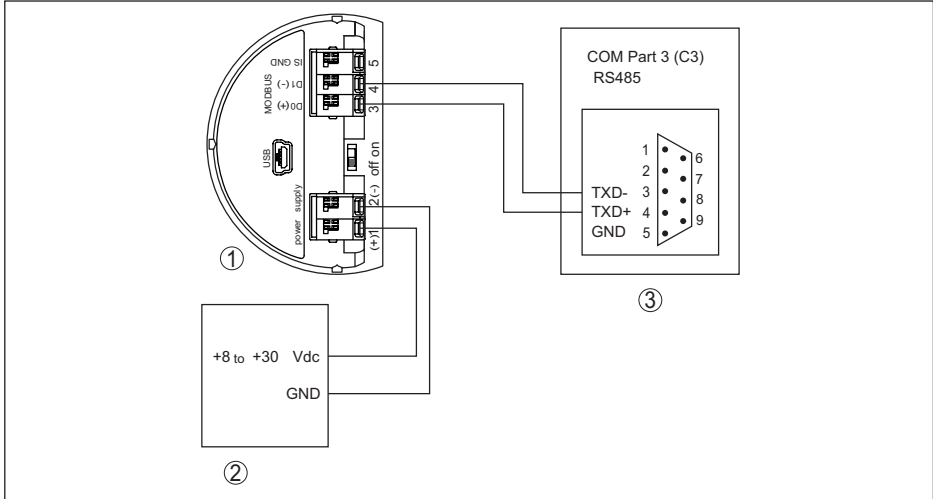 IS GND
5
MODBUS
D1(-)
4
D0(+)
3
USB
off on
power supply
2(-)
(+)1
①
+8 to +30 Vdc
GND
②
COM Part 3 (C3)
RS485
1
6
2
7
TXD- 3
8
TXD+ 4
9
GND 5
③